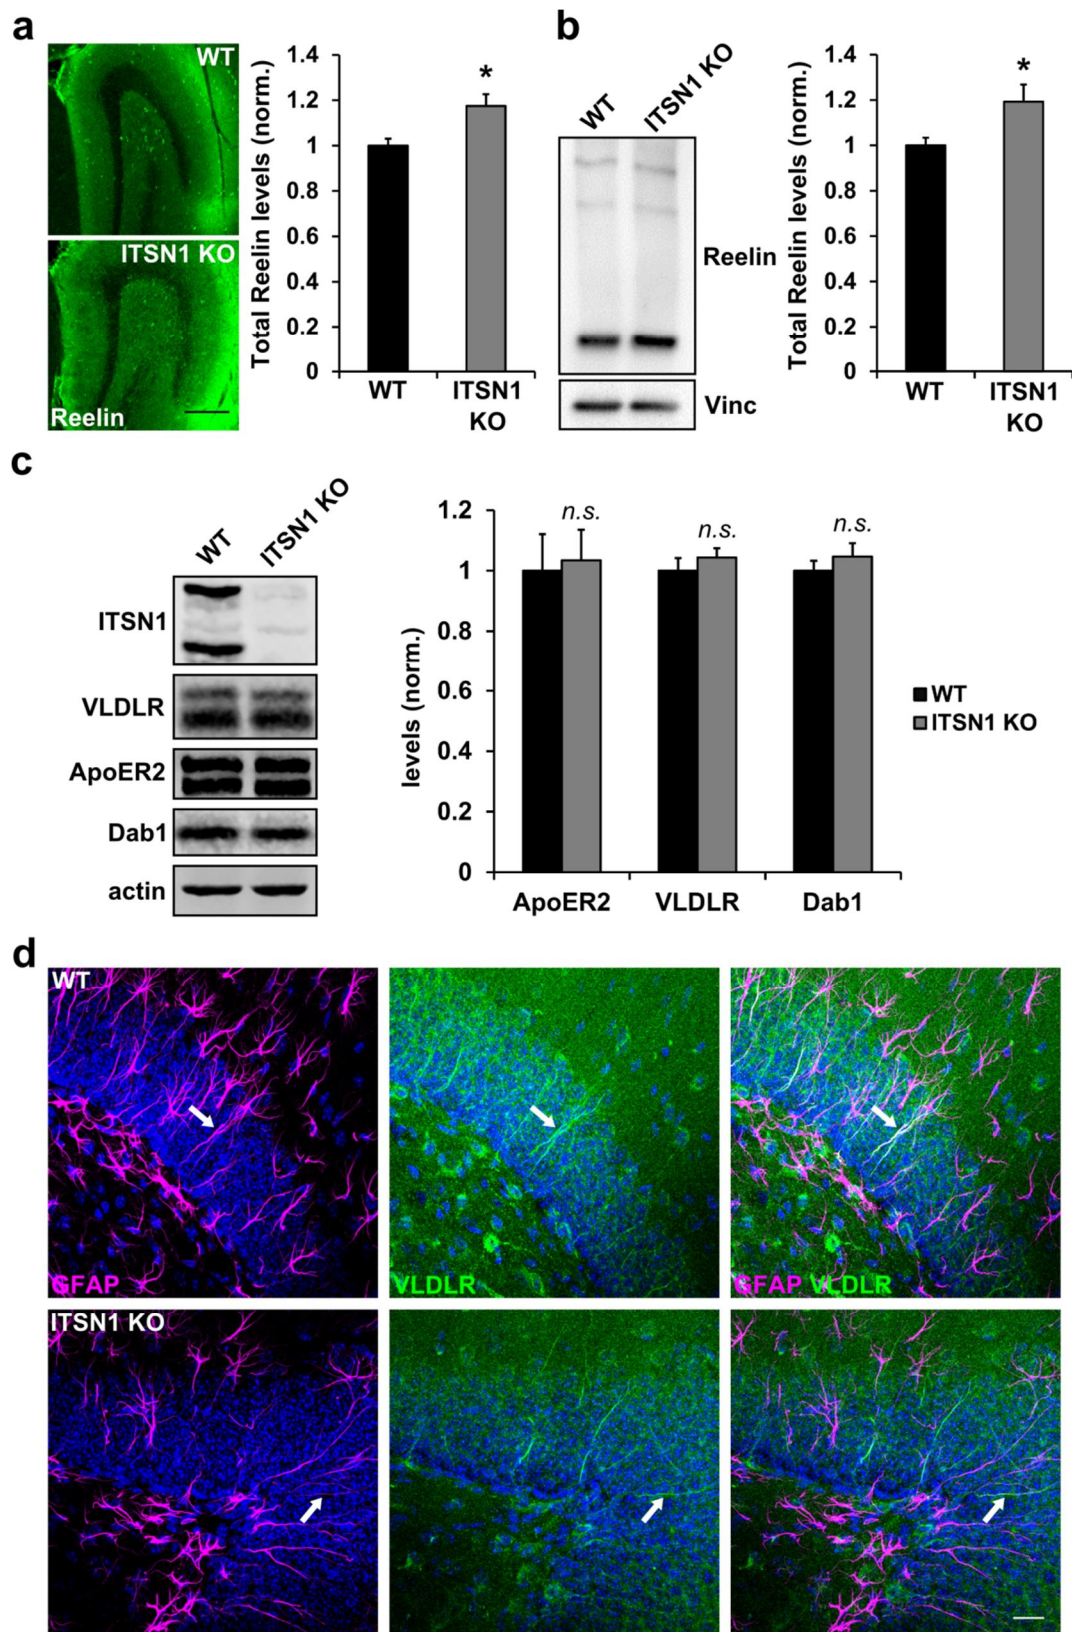 a
WT
ITSN1 KO
Reelin
Total Reelin levels (norm.)
1.4
1.2
1
0.8
0.6
0.4
0.2
0
*
WT
ITSN1
KO
b
WT
ITSN1 KO
Reelin
Vinc
Total Reelin levels (norm.)
1.4
1.2
1
0.8
0.6
0.4
0.2
0
*
WT
ITSN1
KO
c
WT
ITSN1 KO
ITSN1
VLDLR
ApoER2
Dab1
actin
levels (norm.)
1.2
1
0.8
0.6
0.4
0.2
0
n.s.
n.s.
n.s.
ApoER2 VLDLR Dab1
WT
ITSN1 KO
d
WT
GFAP
VLDLR
GFAP VLDLR
ITSN1 KO